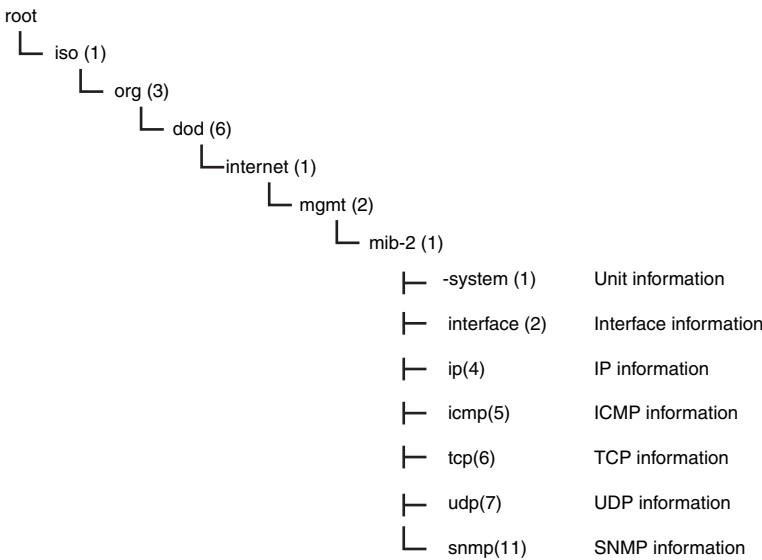 root
iso (1)
org (3)
dod (6)
internet (1)
mgmt (2)
mib-2 (1)
-system (1) Unit information
interface (2) Interface information
ip(4) IP information
icmp(5) ICMP information
tcp(6) TCP information
udp(7) UDP information
snmp(11) SNMP information